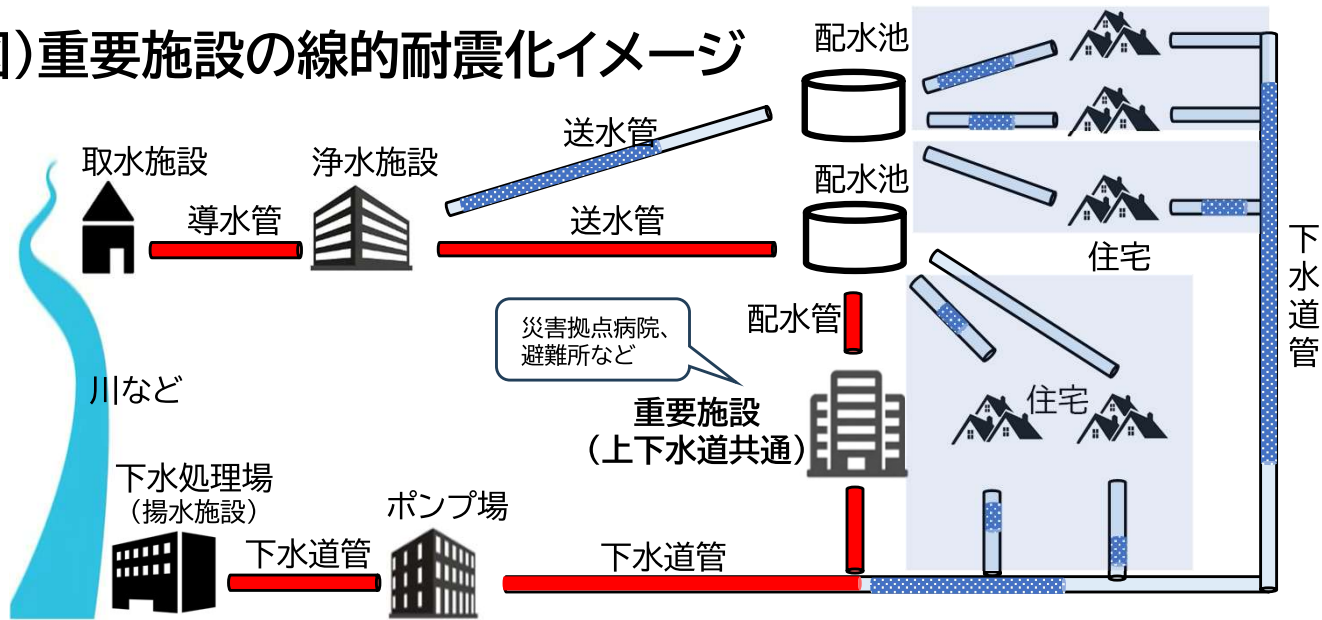 )重要施設の線的耐震化イメージ
配水池
送水管
取水施設
浄水施設
導水管
送水管
配水池
住宅
下水道管
配水管
災害拠点病院、
避難所など
川など
重要施設
（上下水道共通）
住宅
下水処理場
（揚水施設）
ポンプ場
下水道管
下水道管